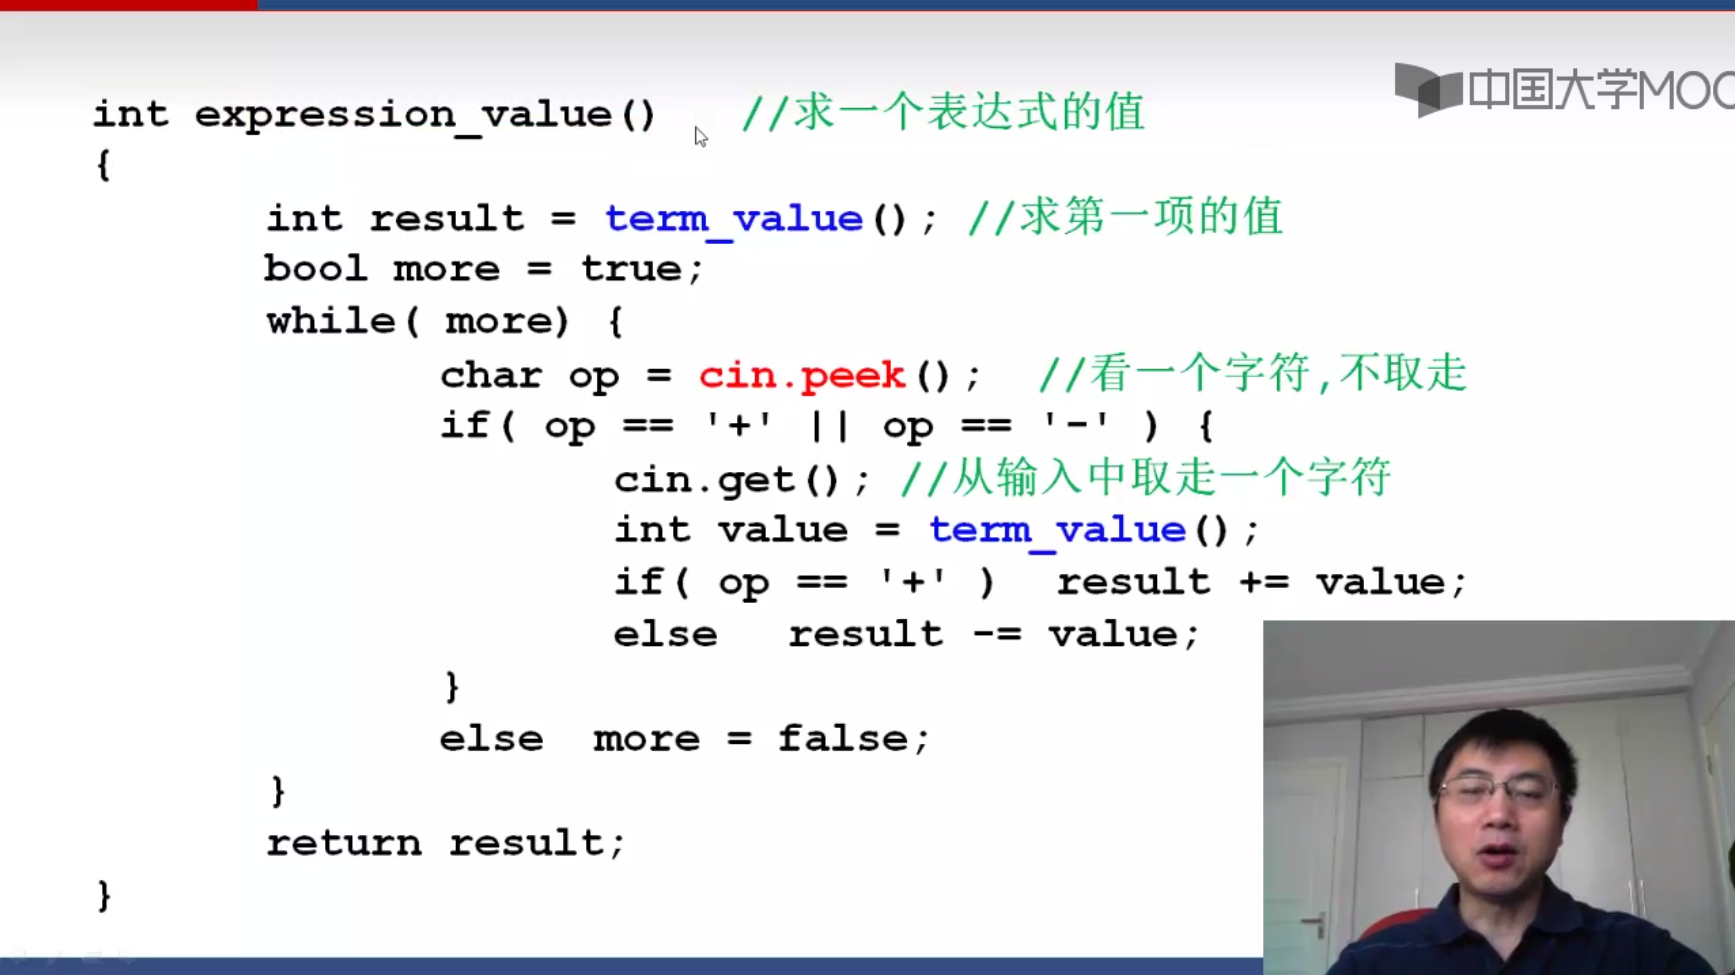 中国大学MOO
int expression_value() //求一个表达式的值
{
int result = term_value(); //求第一项的值
bool more = true;
while( more) {
char op = cin.peek(); //看一个字符,不取走
if( op == '+' || op == '-' ) {
cin.get(); //从输入中取走一个字符
int value = term_value();
if( op == '+' ) result += value;
else result -= value;
}
else more = false;
}
return result;
}